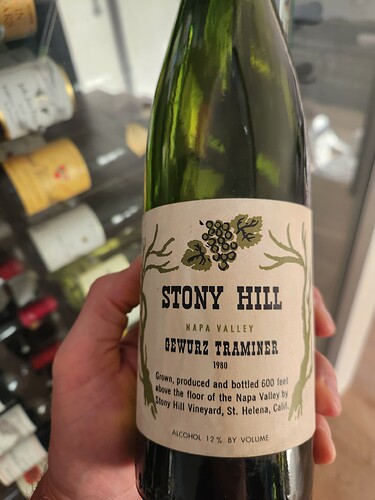 STONY HILL
NAPA VALLEY
GEWURZ TRAMINER
1980
Grown, produced and bottled 600 feet
above the floor of the Napa Valley by
Stony Hill Vineyard, St. Helena, Calif.
ALCOHOL 12% BY VOLUME